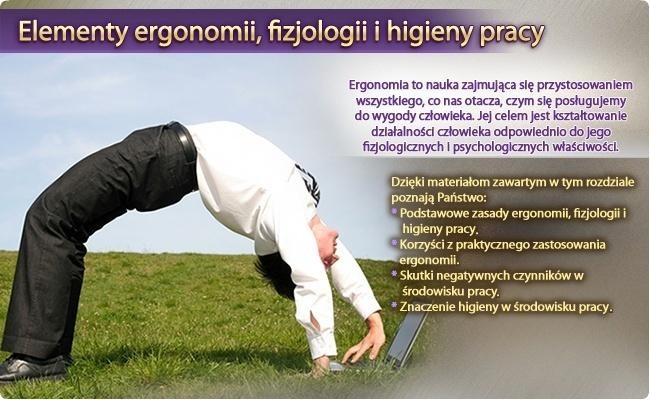 Elementy ergonomii, fizjologii i higieny pracy
Ergonomia to nauka zajmująca się przystosowaniem
wszystkiego, co nas otacza, czym się posługujemy
do wygody człowieka. Jej celem jest kształtowanie
działalności człowieka odpowiednio do jego
fizjologicznych i psychologicznych właściwości.
Dzięki materiałom zawartym w tym rozdziale
poznają Państwo:
* Podstawowe zasady ergonomii, fizjologii i
higieny pracy.
* Korzyści z praktycznego zastosowania
ergonomii.
* Skutki negatywnych czynników w
środowisku pracy.
* Znaczenie higieny w środowisku pracy.